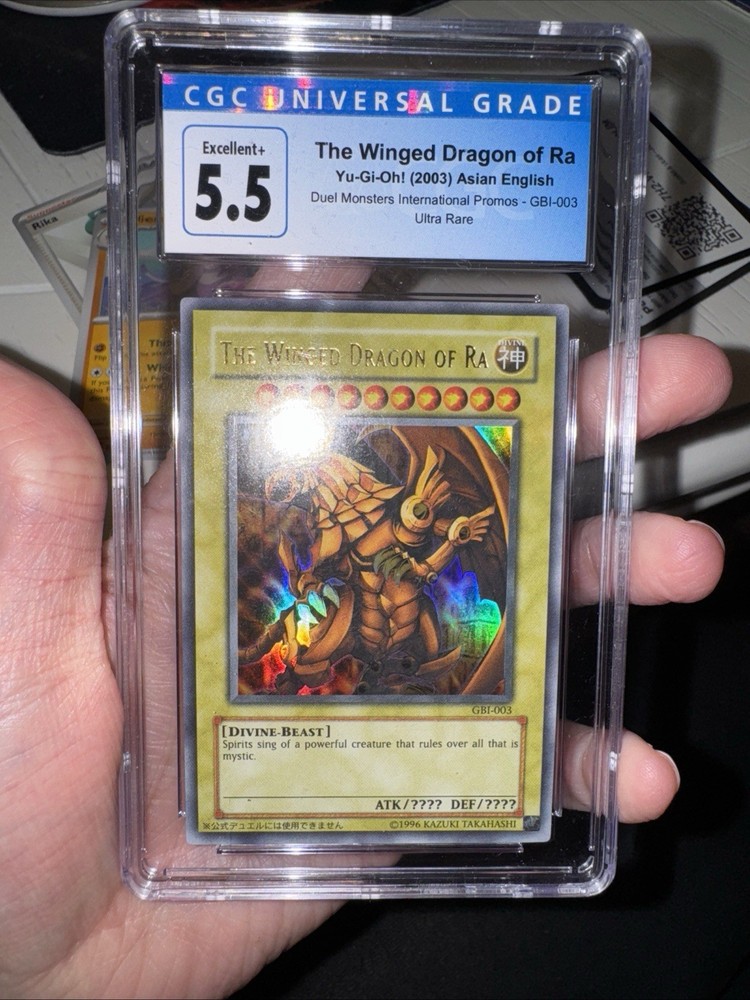 CGC UNIVERSAL GRADE
Excellent+
5.5
The Winged Dragon of Ra
Yu-Gi-Oh! (2003) Asian English
Duel Monsters International Promos - GBI-003
Ultra Rare
Rika
THE WINGED DRAGON OF RA
DIVINE
神
GBI-003
[DIVINE-BEAST]
Spirits sing of a powerful creature that rules over all that is
mystic.
ATK/???? DEF/????
※公式デュエルには使用できません
©1996 KAZUKI TAKAHASHI